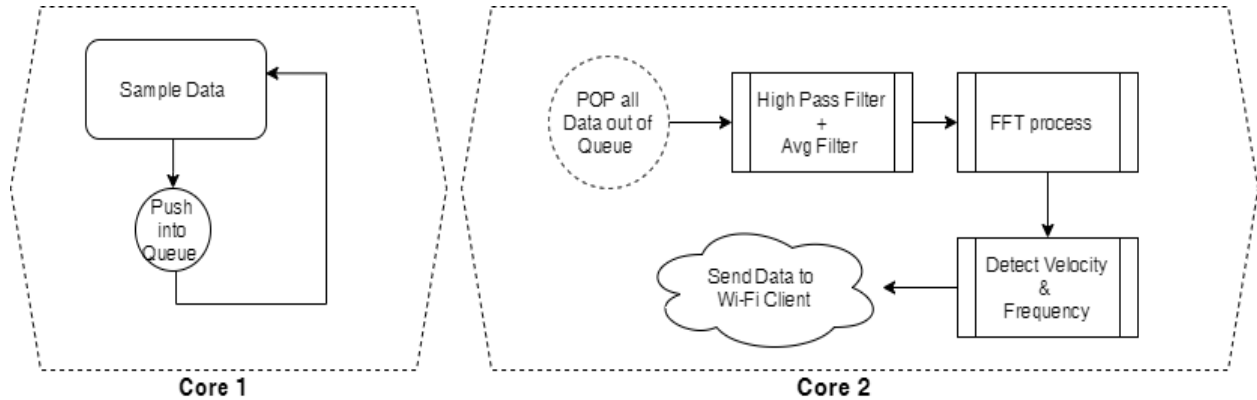 Sample Data
Push
into
Queue
Core 1
POP all
Data out of
Queue
High Pass Filter
+
Avg Filter
FFT process
Detect Velocity
&
Frequency
Send Data to
Wi-Fi Client
Core 2